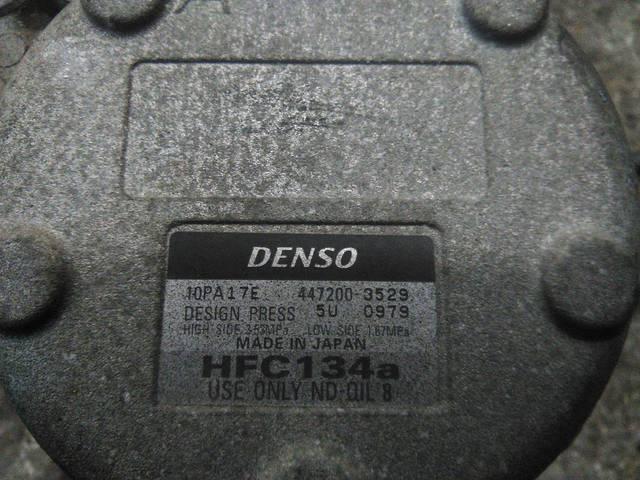 A
DENSO
10PA17E 447200-3529
DESIGN PRESS 5U 0979
HIGH SIDE 3.53MPa LOW SIDE 1.67MPa
MADE IN JAPAN
HFC134a
USE ONLY ND-OIL 8